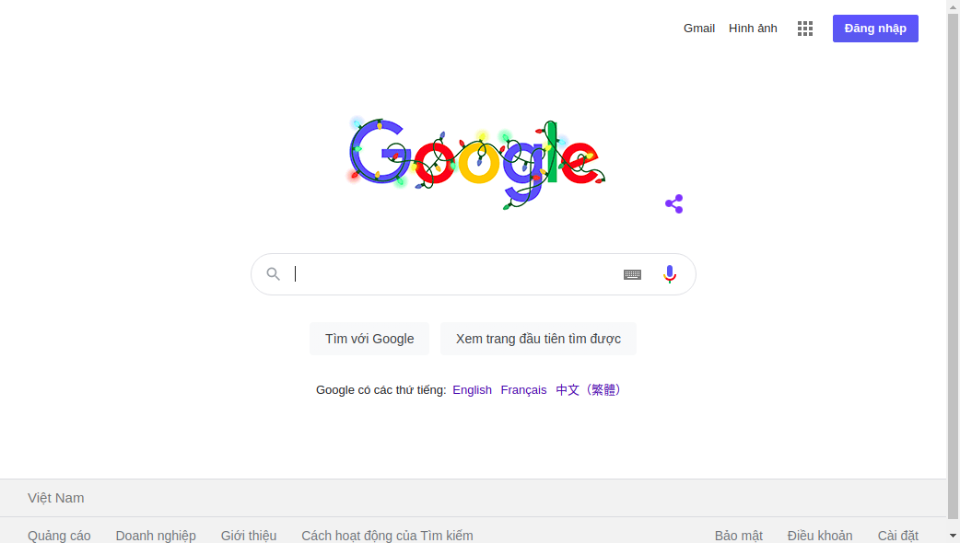 Gmail Hình ảnh Đăng nhập
Google
Tìm với Google Xem trang đầu tiên tìm được
Google có các thứ tiếng: English Français 中文（繁體）
Việt Nam
Quảng cáo Doanh nghiệp Giới thiệu Cách hoạt động của Tìm kiếm Bảo mật Điều khoản Cài đặt